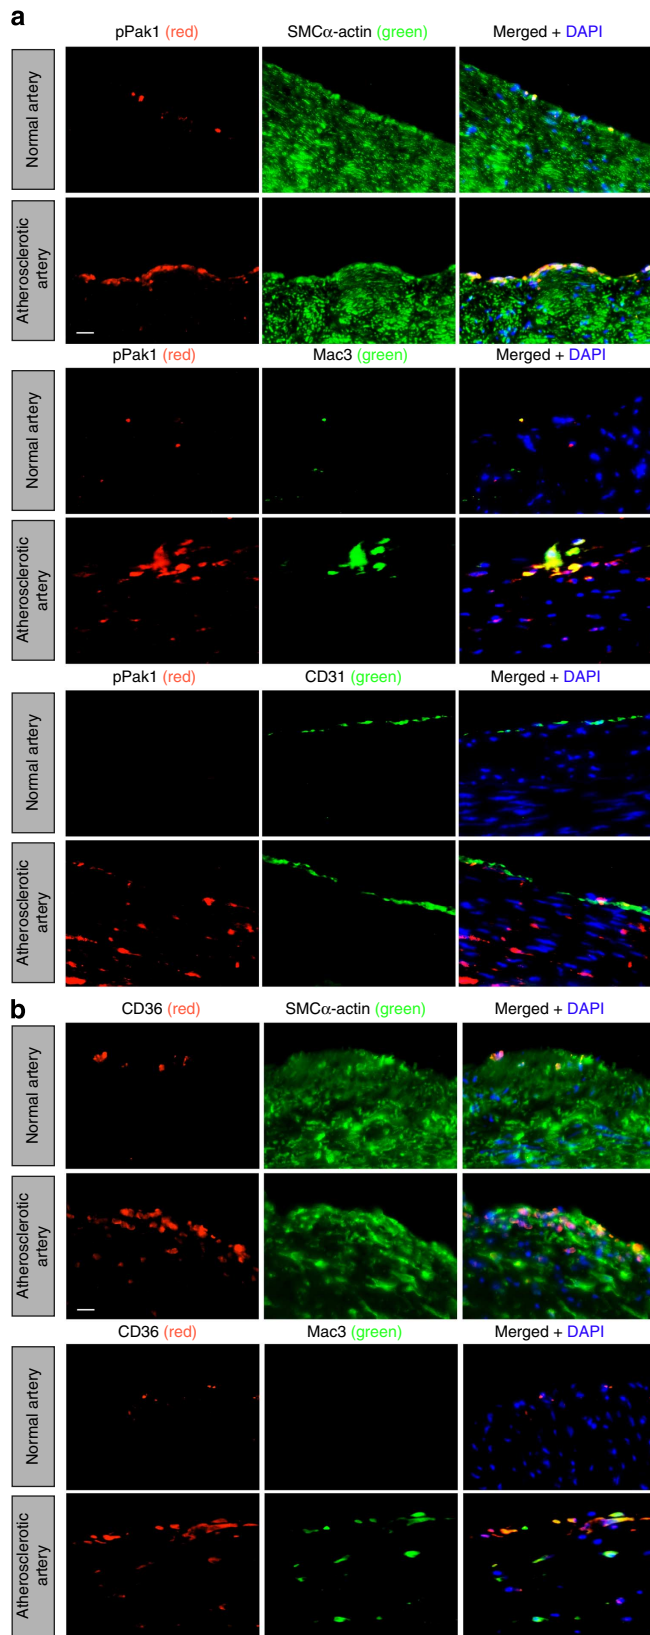 a
pPak1 (red) SMCα-actin (green) Merged + DAPI
Normal artery
Atherosclerotic
artery
pPak1 (red) Mac3 (green) Merged + DAPI
Normal artery
Atherosclerotic
artery
pPak1 (red) CD31 (green) Merged + DAPI
Normal artery
Atherosclerotic
artery
b
CD36 (red) SMCα-actin (green) Merged + DAPI
Normal artery
Atherosclerotic
artery
CD36 (red) Mac3 (green) Merged + DAPI
Normal artery
Atherosclerotic
artery